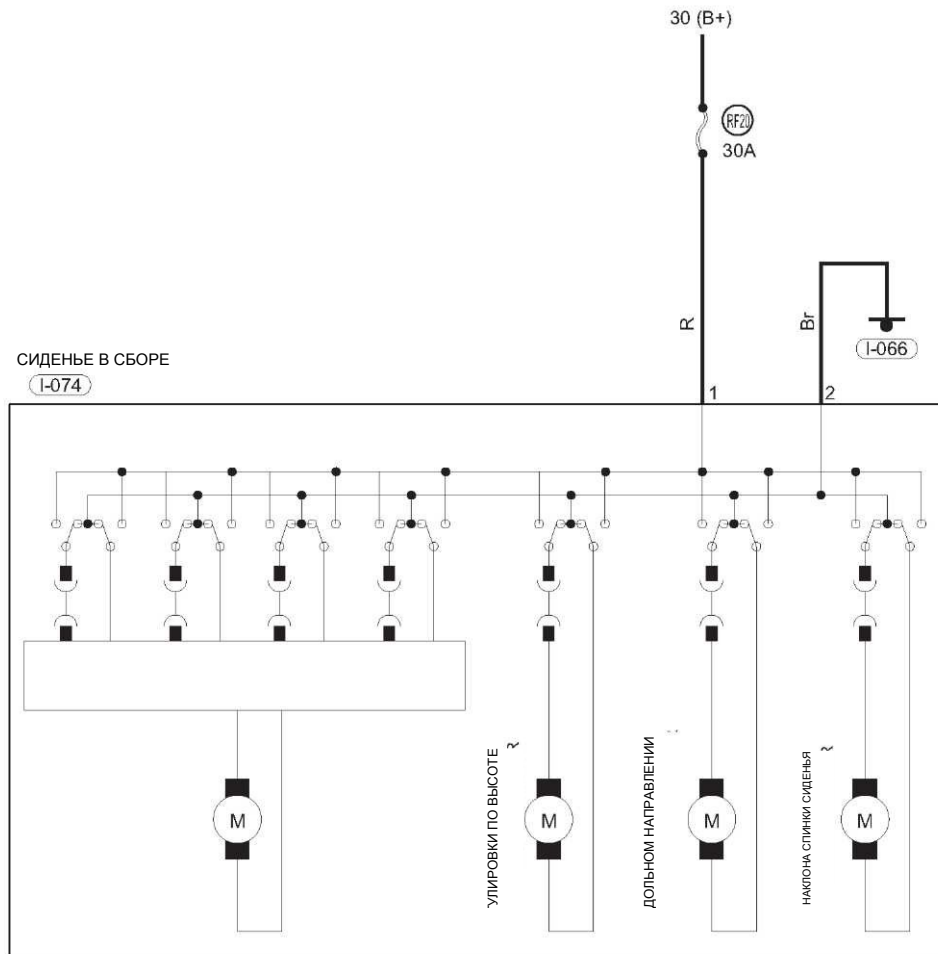 30 (B+)
RF20
30A
R
Br
I-066
СИДЕНЬЕ В СБОРЕ
I-074
1
2
УЛИРОВКИ ПО ВЫСОТЕ
ДОЛЬНОМ НАПРАВЛЕНИИ
НАКЛОНА СПИНКИ СИДЕНЬЯ
M
M
M
M